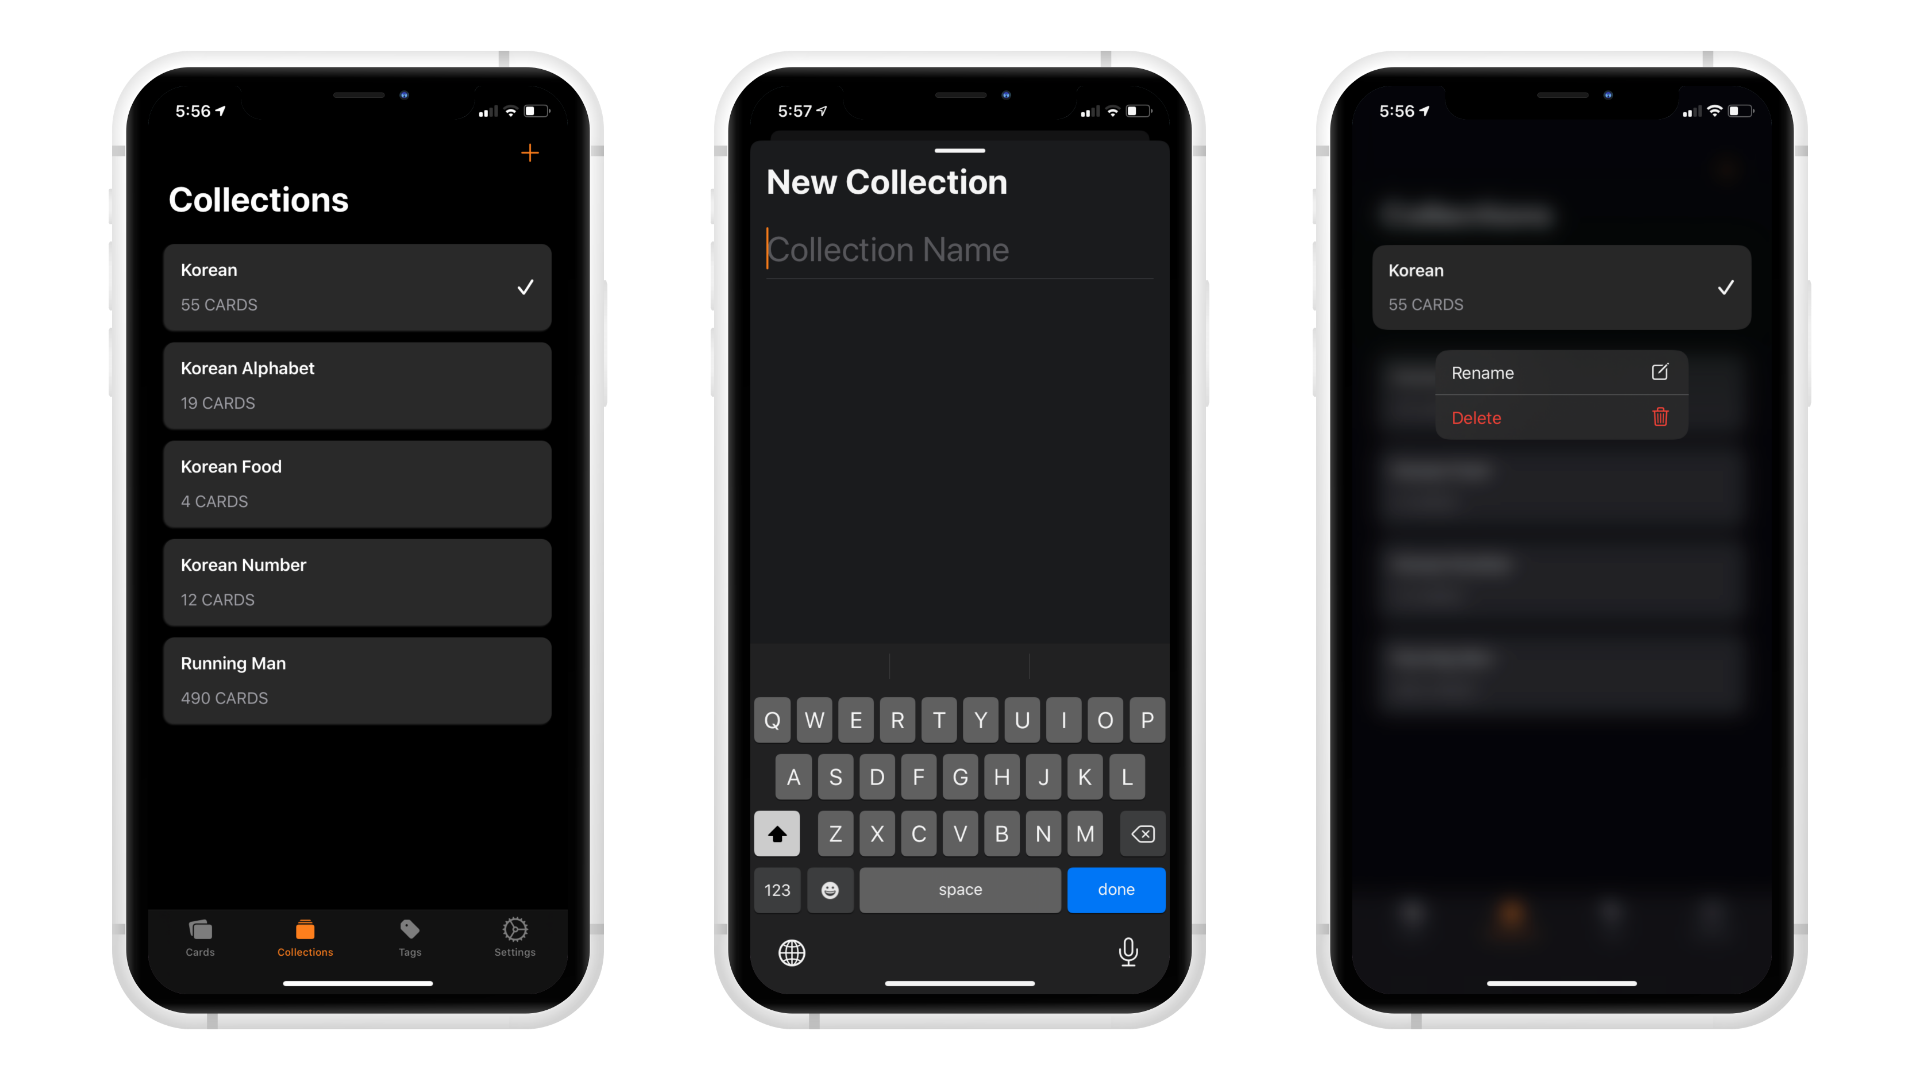 5:56
Collections
Korean
55 CARDS
Korean Alphabet
19 CARDS
Korean Food
4 CARDS
Korean Number
12 CARDS
Running Man
490 CARDS
Cards Collections Tags Settings
5:57
New Collection
Collection Name
Q W E R T Y U I O P
A S D F G H J K L
Z X C V B N M
123 space done
5:56
Korean
55 CARDS
Rename
Delete